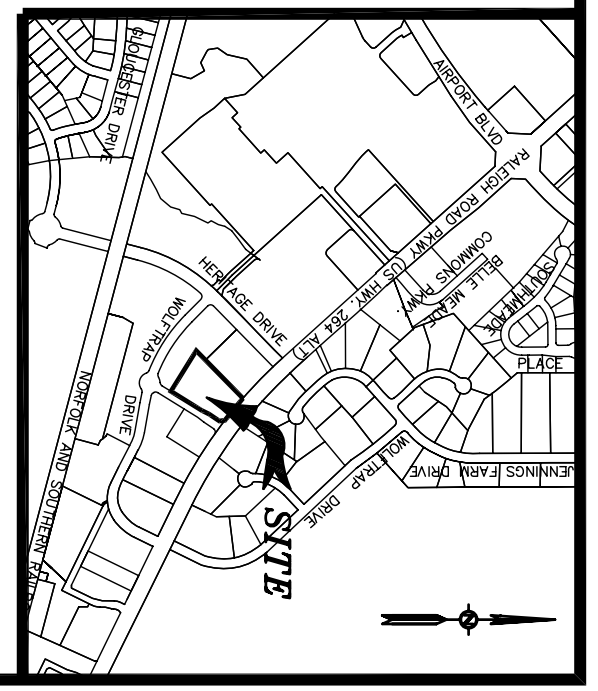 GLOUCESTER DRIVE
AIRPORT BLVD
RALEIGH ROAD PKWY (US HWY. 264 ALT)
COMMONS PKWY.
BELLE MEADE
SOUTHMEADE
PLACE
HERITAGE DRIVE
WOLFTRAP
DRIVE
NORFOLK AND SOUTHERN
WOLFTRAP DRIVE
JENNINGS FARM DRIVE
SITE
N